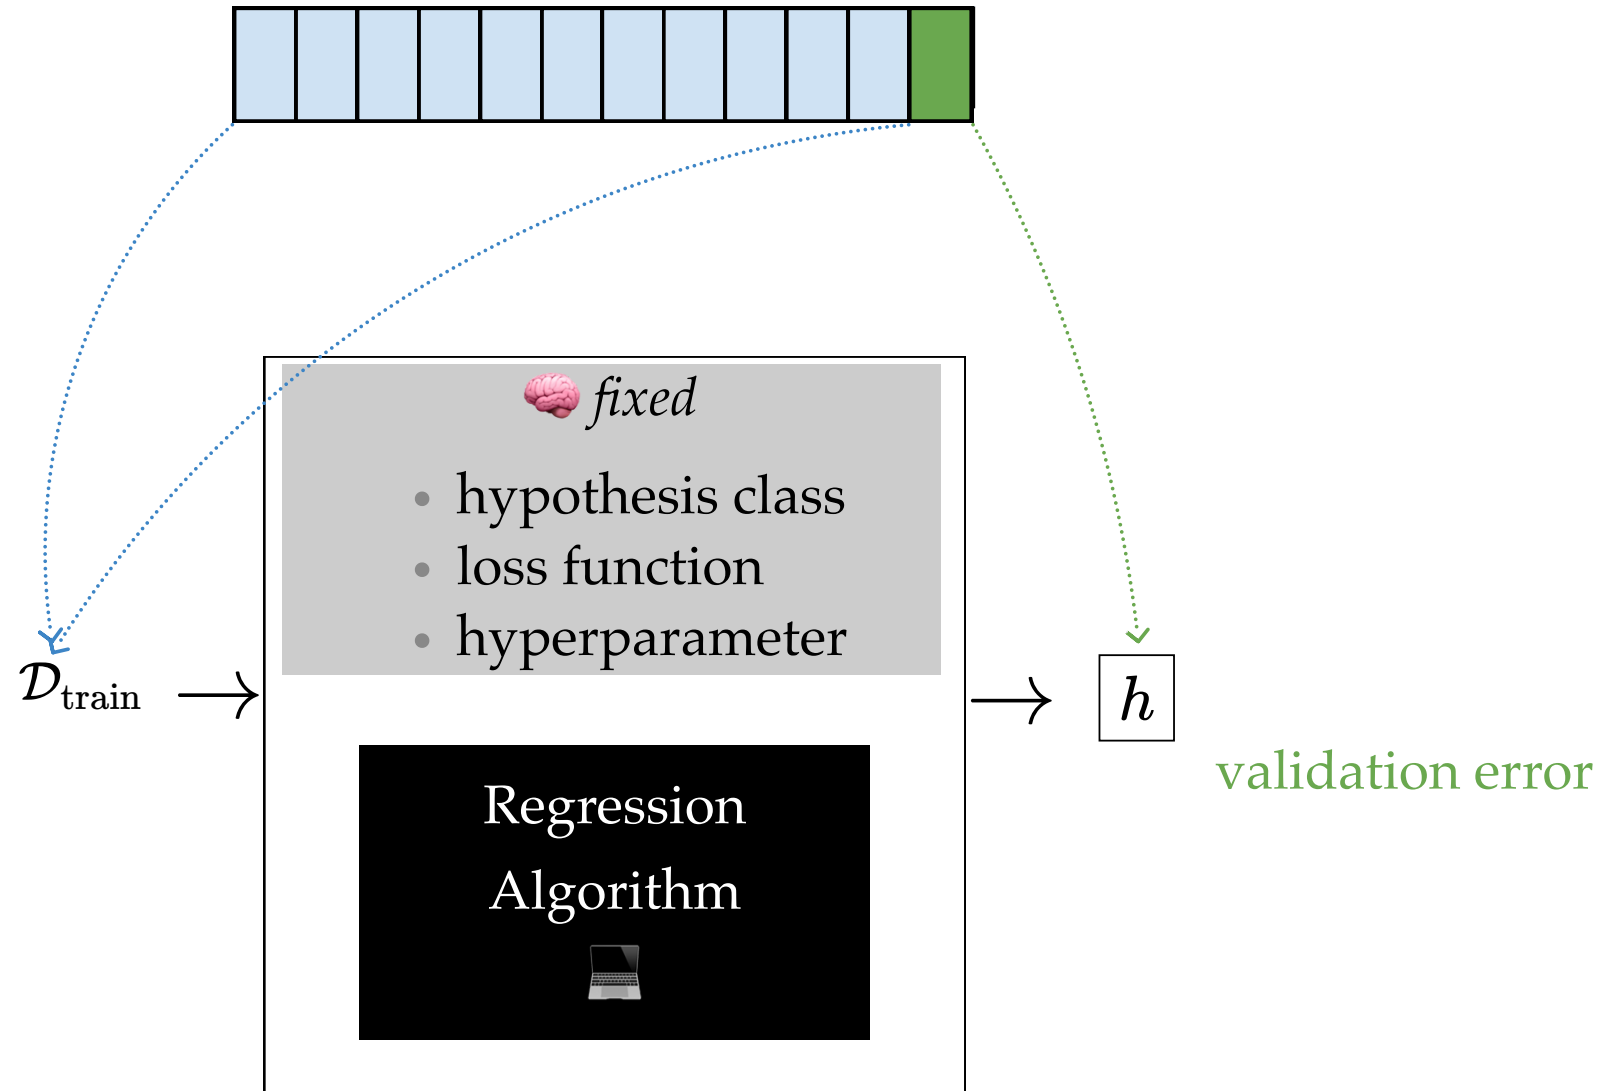 fixed
• hypothesis class
• loss function
• hyperparameter
𝒟train
h
validation error
Regression
Algorithm